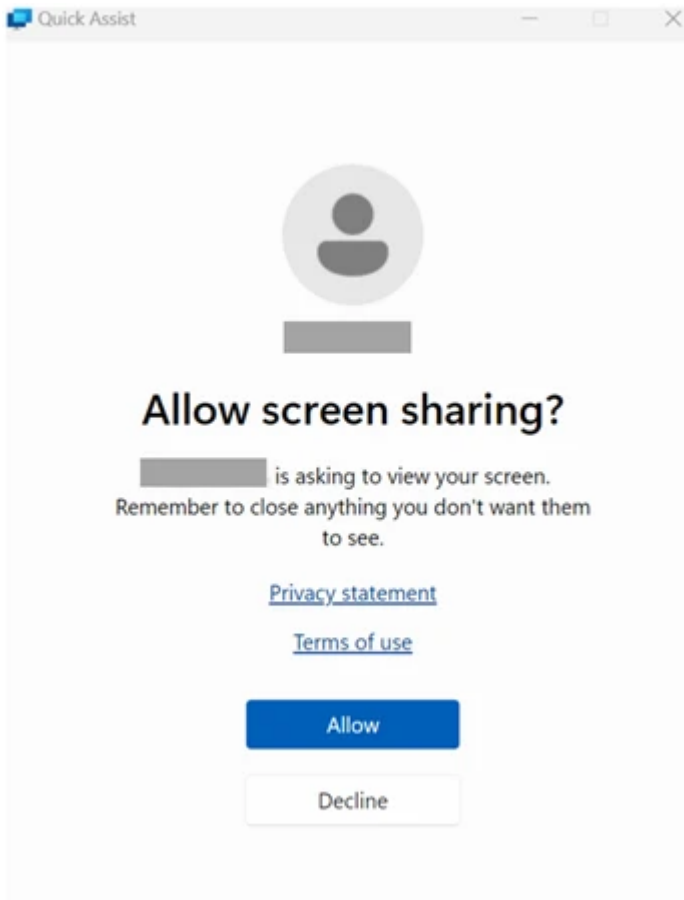 Quick Assist
Allow screen sharing?
is asking to view your screen.
Remember to close anything you don't want them
to see.
Privacy statement
Terms of use
Allow
Decline